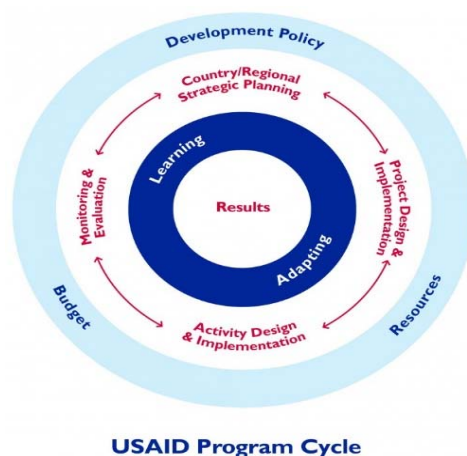 Development Policy
Country/Regional
Strategic Planning
Learning
Monitoring &
Evaluation
Results
Project Design &
Implementation
Adapting
Budget
Resources
Activity Design
& Implementation
USAID Program Cycle